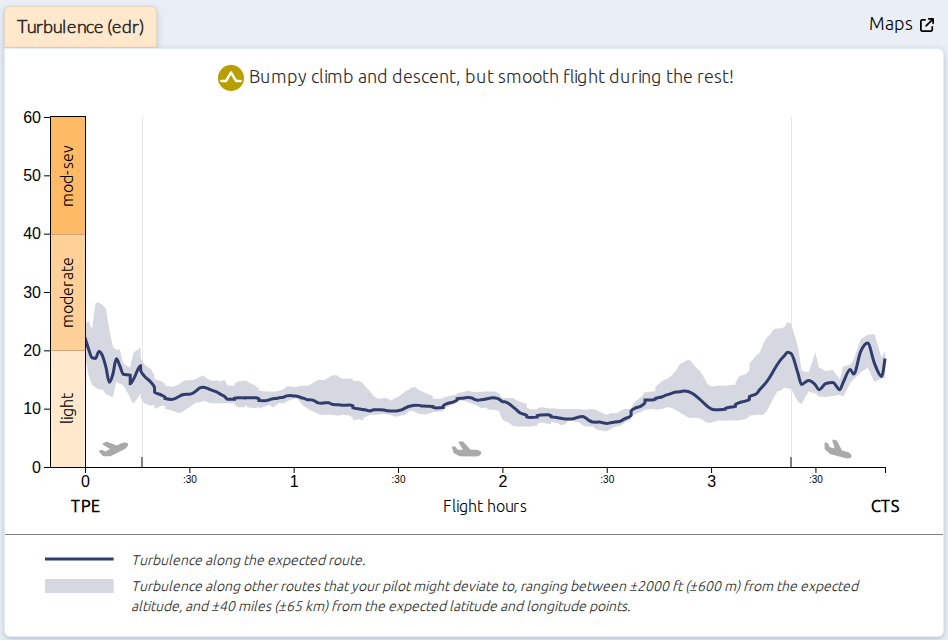 Turbulence (edr)
Maps
Bumpy climb and descent, but smooth flight during the rest!
60
50
40
30
20
10
0
mod-sev
moderate
light
0 :30 1 :30 2 :30 3 :30
TPE Flight hours CTS
Turbulence along the expected route.
Turbulence along other routes that your pilot might deviate to, ranging between ±2000 ft (±600 m) from the expected
altitude, and ±40 miles (±65 km) from the expected latitude and longitude points.